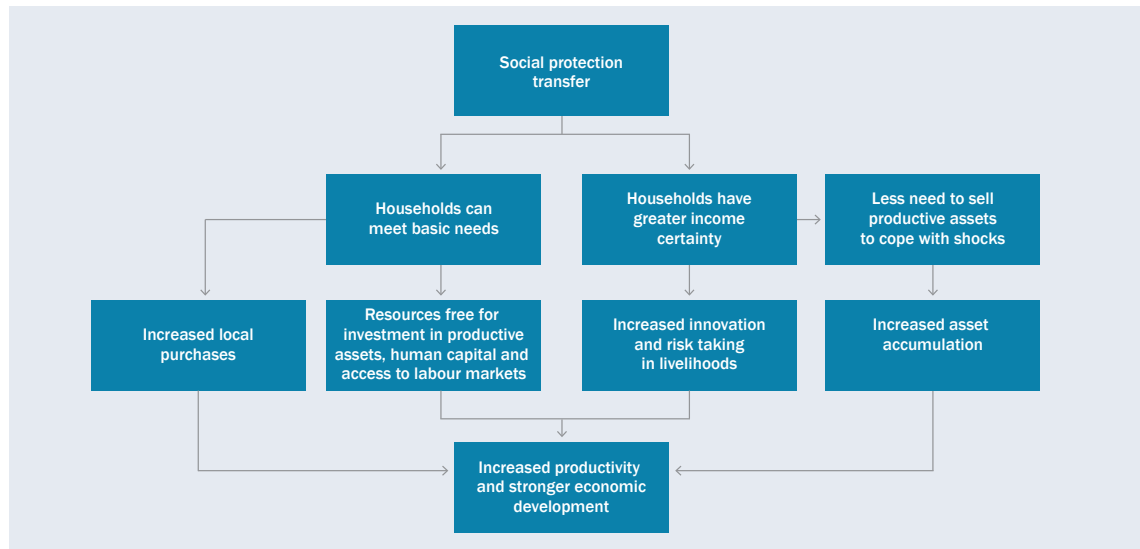 Social protection
transfer
Households can
meet basic needs
Households have
greater income
certainty
Less need to sell
productive assets
to cope with shocks
Increased local
purchases
Resources free for
investment in productive
assets, human capital and
access to labour markets
Increased innovation
and risk taking
in livelihoods
Increased asset
accumulation
Increased productivity
and stronger economic
development